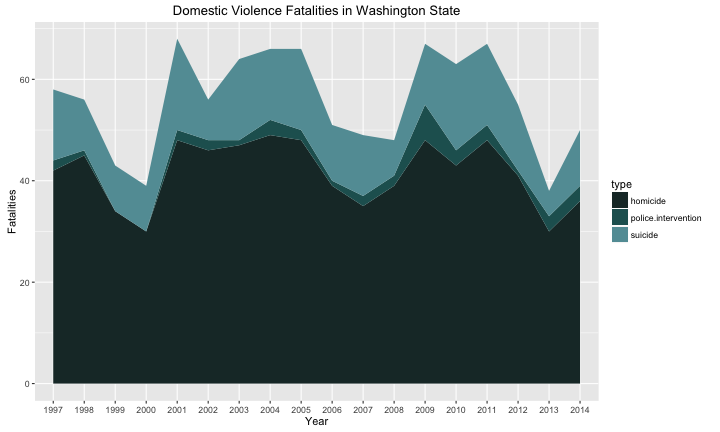 Domestic Violence Fatalities in Washington State
Fatalities
60
40
20
0
1997 1998 1999 2000 2001 2002 2003 2004 2005 2006 2007 2008 2009 2010 2011 2012 2013 2014
Year
type
homicide
police.intervention
suicide